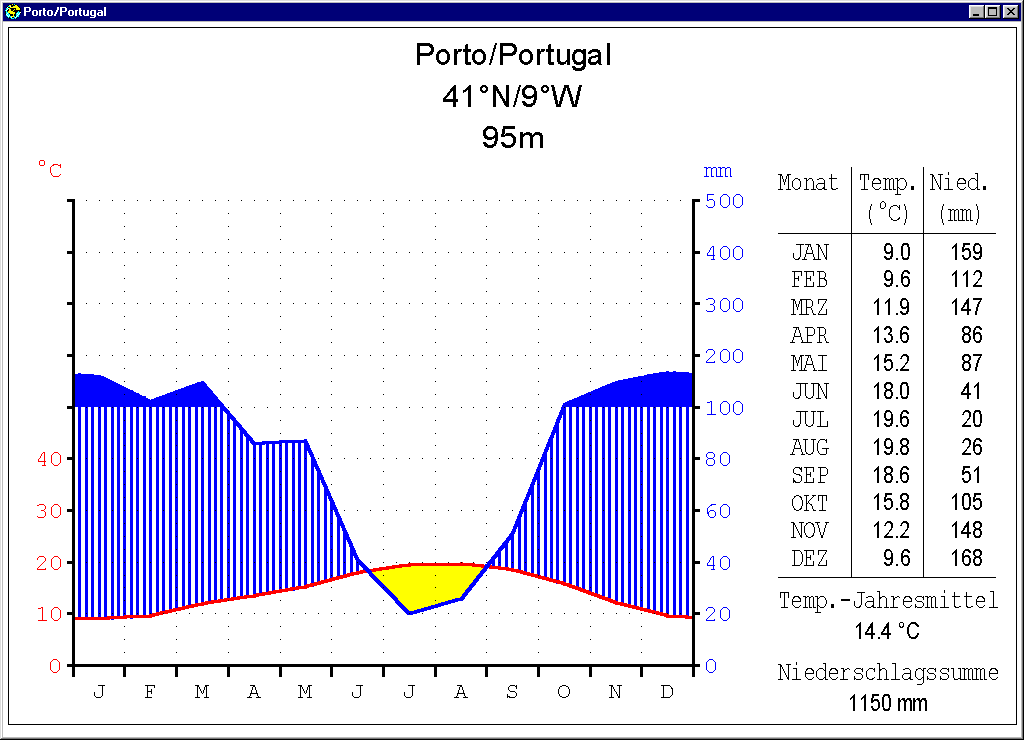 Porto/Portugal
Porto/Portugal
41°N/9°W
95m
°C
mm
500
400
300
200
100
40 80
30 60
20 40
10 20
0 0
J F M A M J J A S O N D
Monat Temp. Nied.
(°C) (mm)
JAN 9.0 159
FEB 9.6 112
MRZ 11.9 147
APR 13.6 86
MAI 15.2 87
JUN 18.0 41
JUL 19.6 20
AUG 19.8 26
SEP 18.6 51
OKT 15.8 105
NOV 12.2 148
DEZ 9.6 168
Temp.-Jahresmittel
14.4 °C
Niederschlagssumme
1150 mm